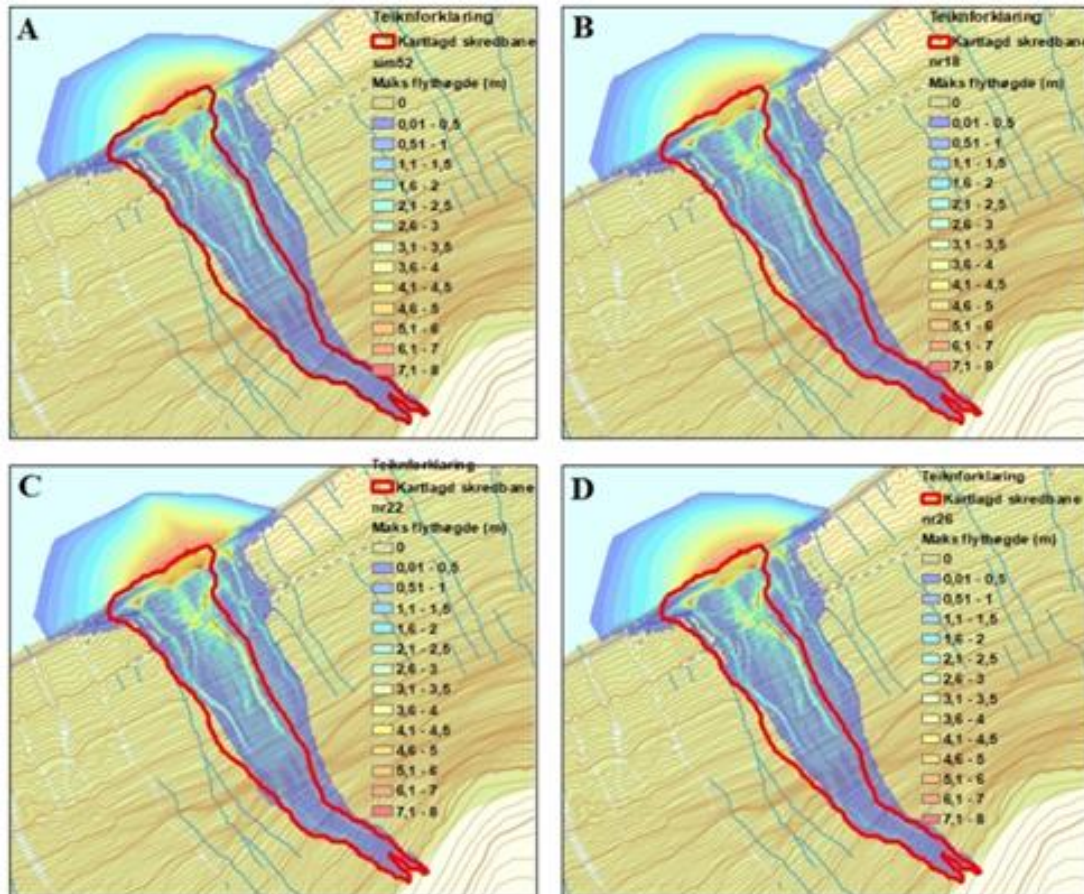 A
Teiknforklaring
Kartlagd skredbane
sim52
Maks flythøgde (m)
0
0,01 - 0,5
0,51 - 1
1,1 - 1,5
1,6 - 2
2,1 - 2,5
2,6 - 3
3,1 - 3,5
3,6 - 4
4,1 - 4,5
4,6 - 5
5,1 - 6
6,1 - 7
7,1 - 8
B
Teiknforklaring
Kartlagd skredbane
nr18
Maks flythøgde (m)
0
0,01 - 0,5
0,51 - 1
1,1 - 1,5
1,6 - 2
2,1 - 2,5
2,6 - 3
3,1 - 3,5
3,6 - 4
4,1 - 4,5
4,6 - 5
5,1 - 6
6,1 - 7
7,1 - 8
C
Teiknforklaring
Kartlagd skredbane
nr22
Maks flythøgde (m)
0
0,01 - 0,5
0,51 - 1
1,1 - 1,5
1,6 - 2
2,1 - 2,5
2,6 - 3
3,1 - 3,5
3,6 - 4
4,1 - 4,5
4,6 - 5
5,1 - 6
6,1 - 7
7,1 - 8
D
Teiknforklaring
Kartlagd skredbane
nr26
Maks flythøgde (m)
0
0,01 - 0,5
0,51 - 1
1,1 - 1,5
1,6 - 2
2,1 - 2,5
2,6 - 3
3,1 - 3,5
3,6 - 4
4,1 - 4,5
4,6 - 5
5,1 - 6
6,1 - 7
7,1 - 8